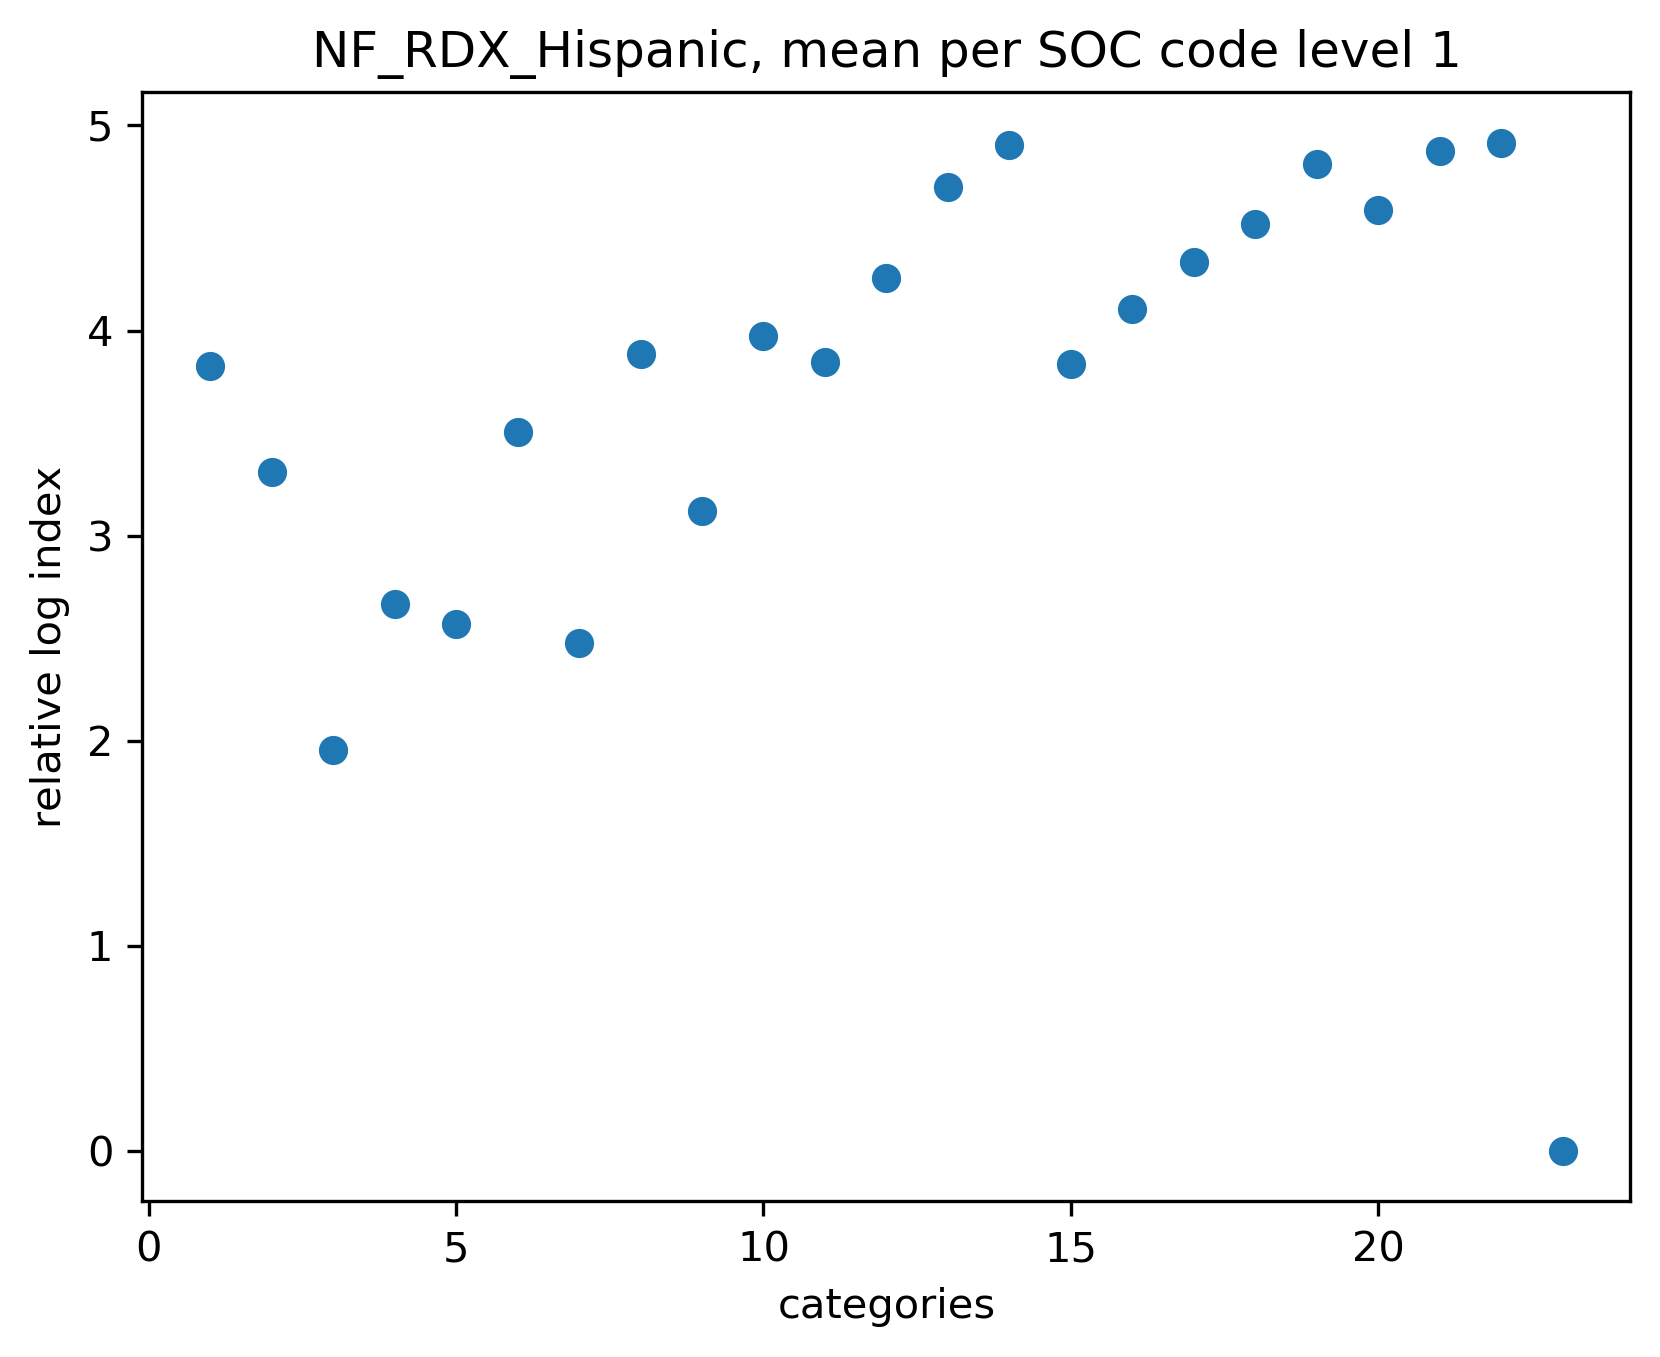 NF_RDX_Hispanic, mean per SOC code level 1
relative log index
5
4
3
2
1
0
0 5 10 15 20
categories